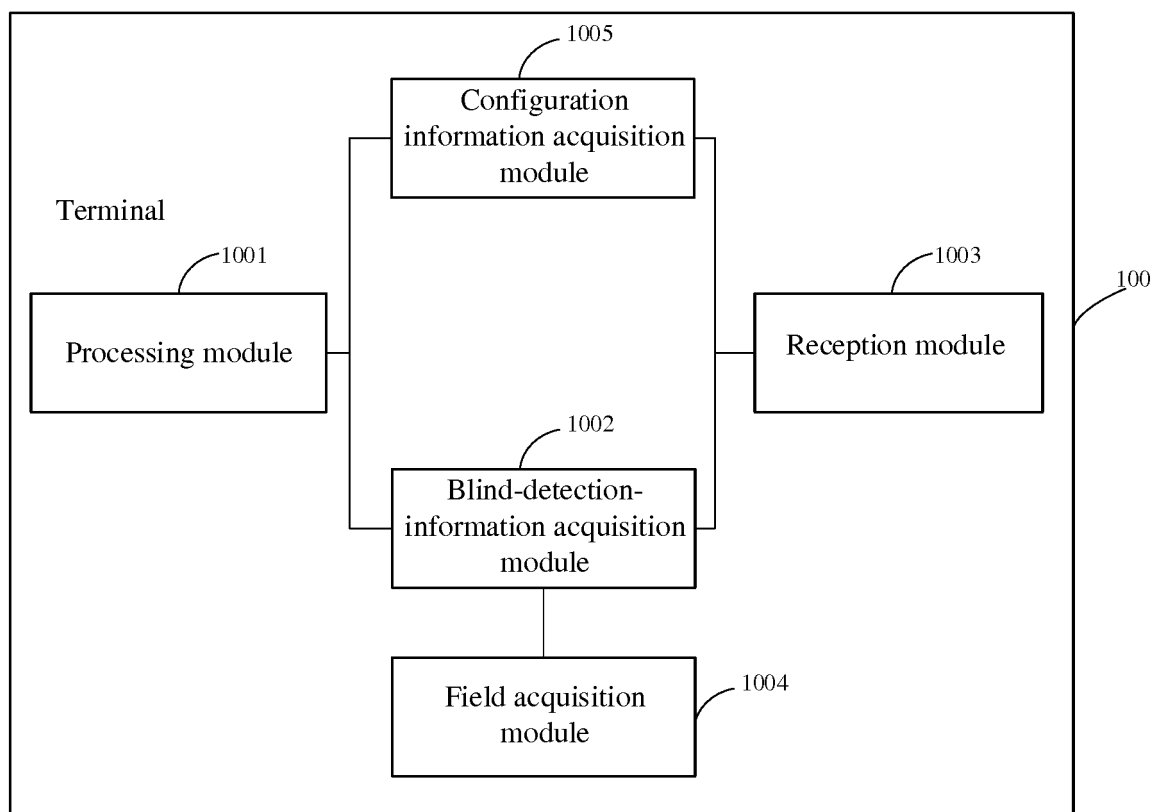 1005
Configuration
information acquisition
module
Terminal
1001
Processing module
1003
Reception module
100
1002
Blind-detection-
information acquisition
module
1004
Field acquisition
module